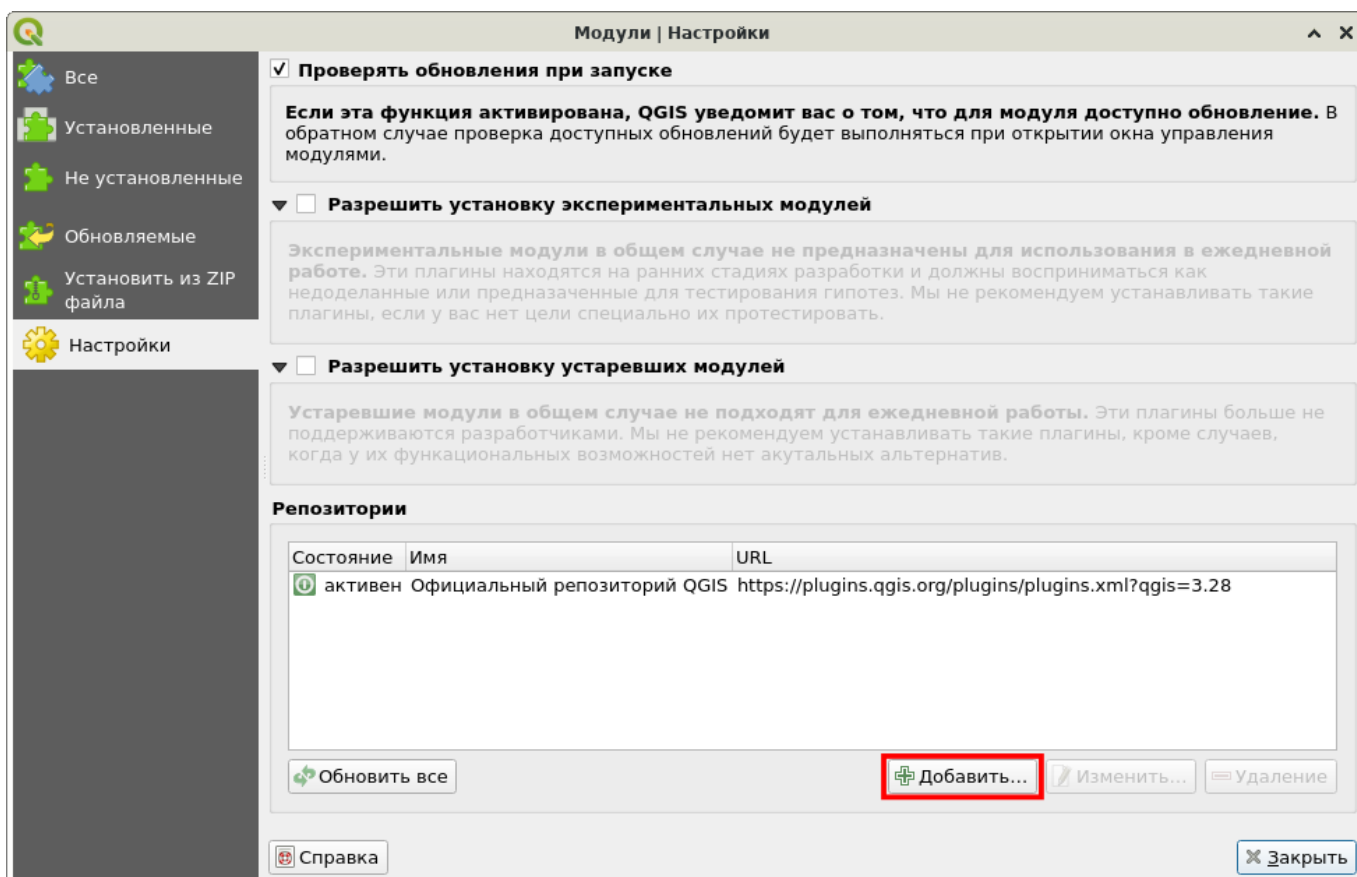 Модули | Настройки
Все
Установленные
Не установленные
Обновляемые
Установить из ZIP
файла
Настройки
Проверять обновления при запуске
Если эта функция активирована, QGIS уведомит вас о том, что для модуля доступно обновление. В
обратном случае проверка доступных обновлений будет выполняться при открытии окна управления
модулями.
Разрешить установку экспериментальных модулей
Экспериментальные модули в общем случае не предназначены для использования в ежедневной
работе. Эти плагины находятся на ранних стадиях разработки и должны восприниматься как
недоделанные или предназаченные для тестирования гипотез. Мы не рекомендуем устанавливать такие
плагины, если у вас нет цели специально их протестировать.
Разрешить установку устаревших модулей
Устаревшие модули в общем случае не подходят для ежедневной работы. Эти плагины больше не
поддерживаются разработчиками. Мы не рекомендуем устанавливать такие плагины, кроме случаев,
когда у их функациональных возможностей нет акутальных альтернатив.
Репозитории
Состояние Имя URL
активен Официальный репозиторий QGIS https://plugins.qgis.org/plugins/plugins.xml?qgis=3.28
Обновить все Добавить... Изменить... Удаление
Справка Закрыть